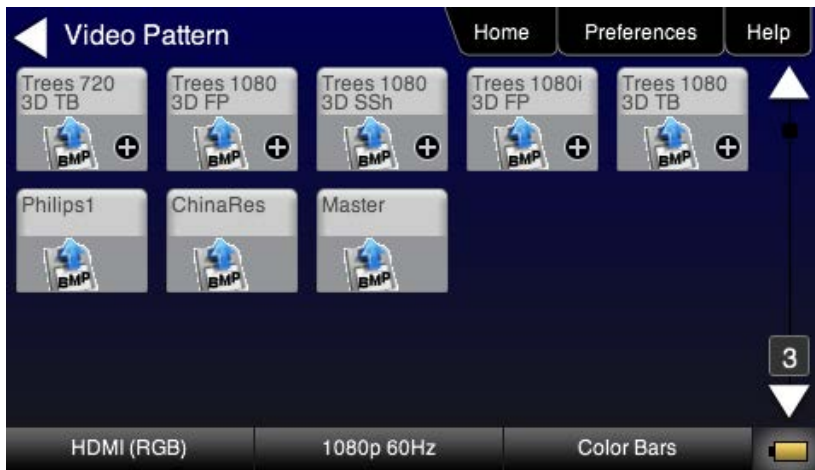 Video Pattern
Home
Preferences
Help
Trees 720
3D TB
Trees 1080
3D FP
Trees 1080
3D SSh
Trees 1080i
3D FP
Trees 1080
3D TB
BMP
BMP
BMP
BMP
BMP
Philips1
ChinaRes
Master
BMP
BMP
BMP
3
HDMI (RGB)
1080p 60Hz
Color Bars